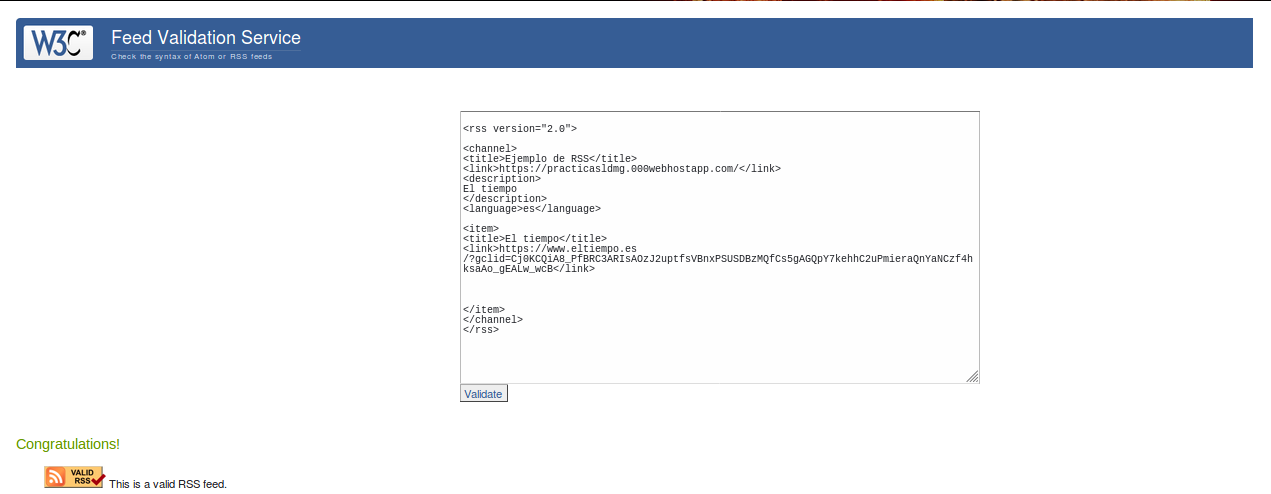 W3C®
Feed Validation Service
Check the syntax of Atom or RSS feeds
<rss version="2.0">
<channel>
<title>Ejemplo de RSS</title>
<link>https://practicasldmg.000webhostapp.com/</link>
<description>
El tiempo
</description>
<language>es</language>
<item>
<title>El tiempo</title>
<link>https://www.eltiempo.es
/?gclid=Cj0KCQiA8_PfBRC3ARIsAOzJ2uptfsVBnxPSUSDBzMQfCs5gAGQpY7kehhC2uPmieraQnYaNCzf4h
ksaAo_gEALw_wcB</link>
</item>
</channel>
</rss>
Validate
Congratulations!
VALID
RSS
This is a valid RSS feed.